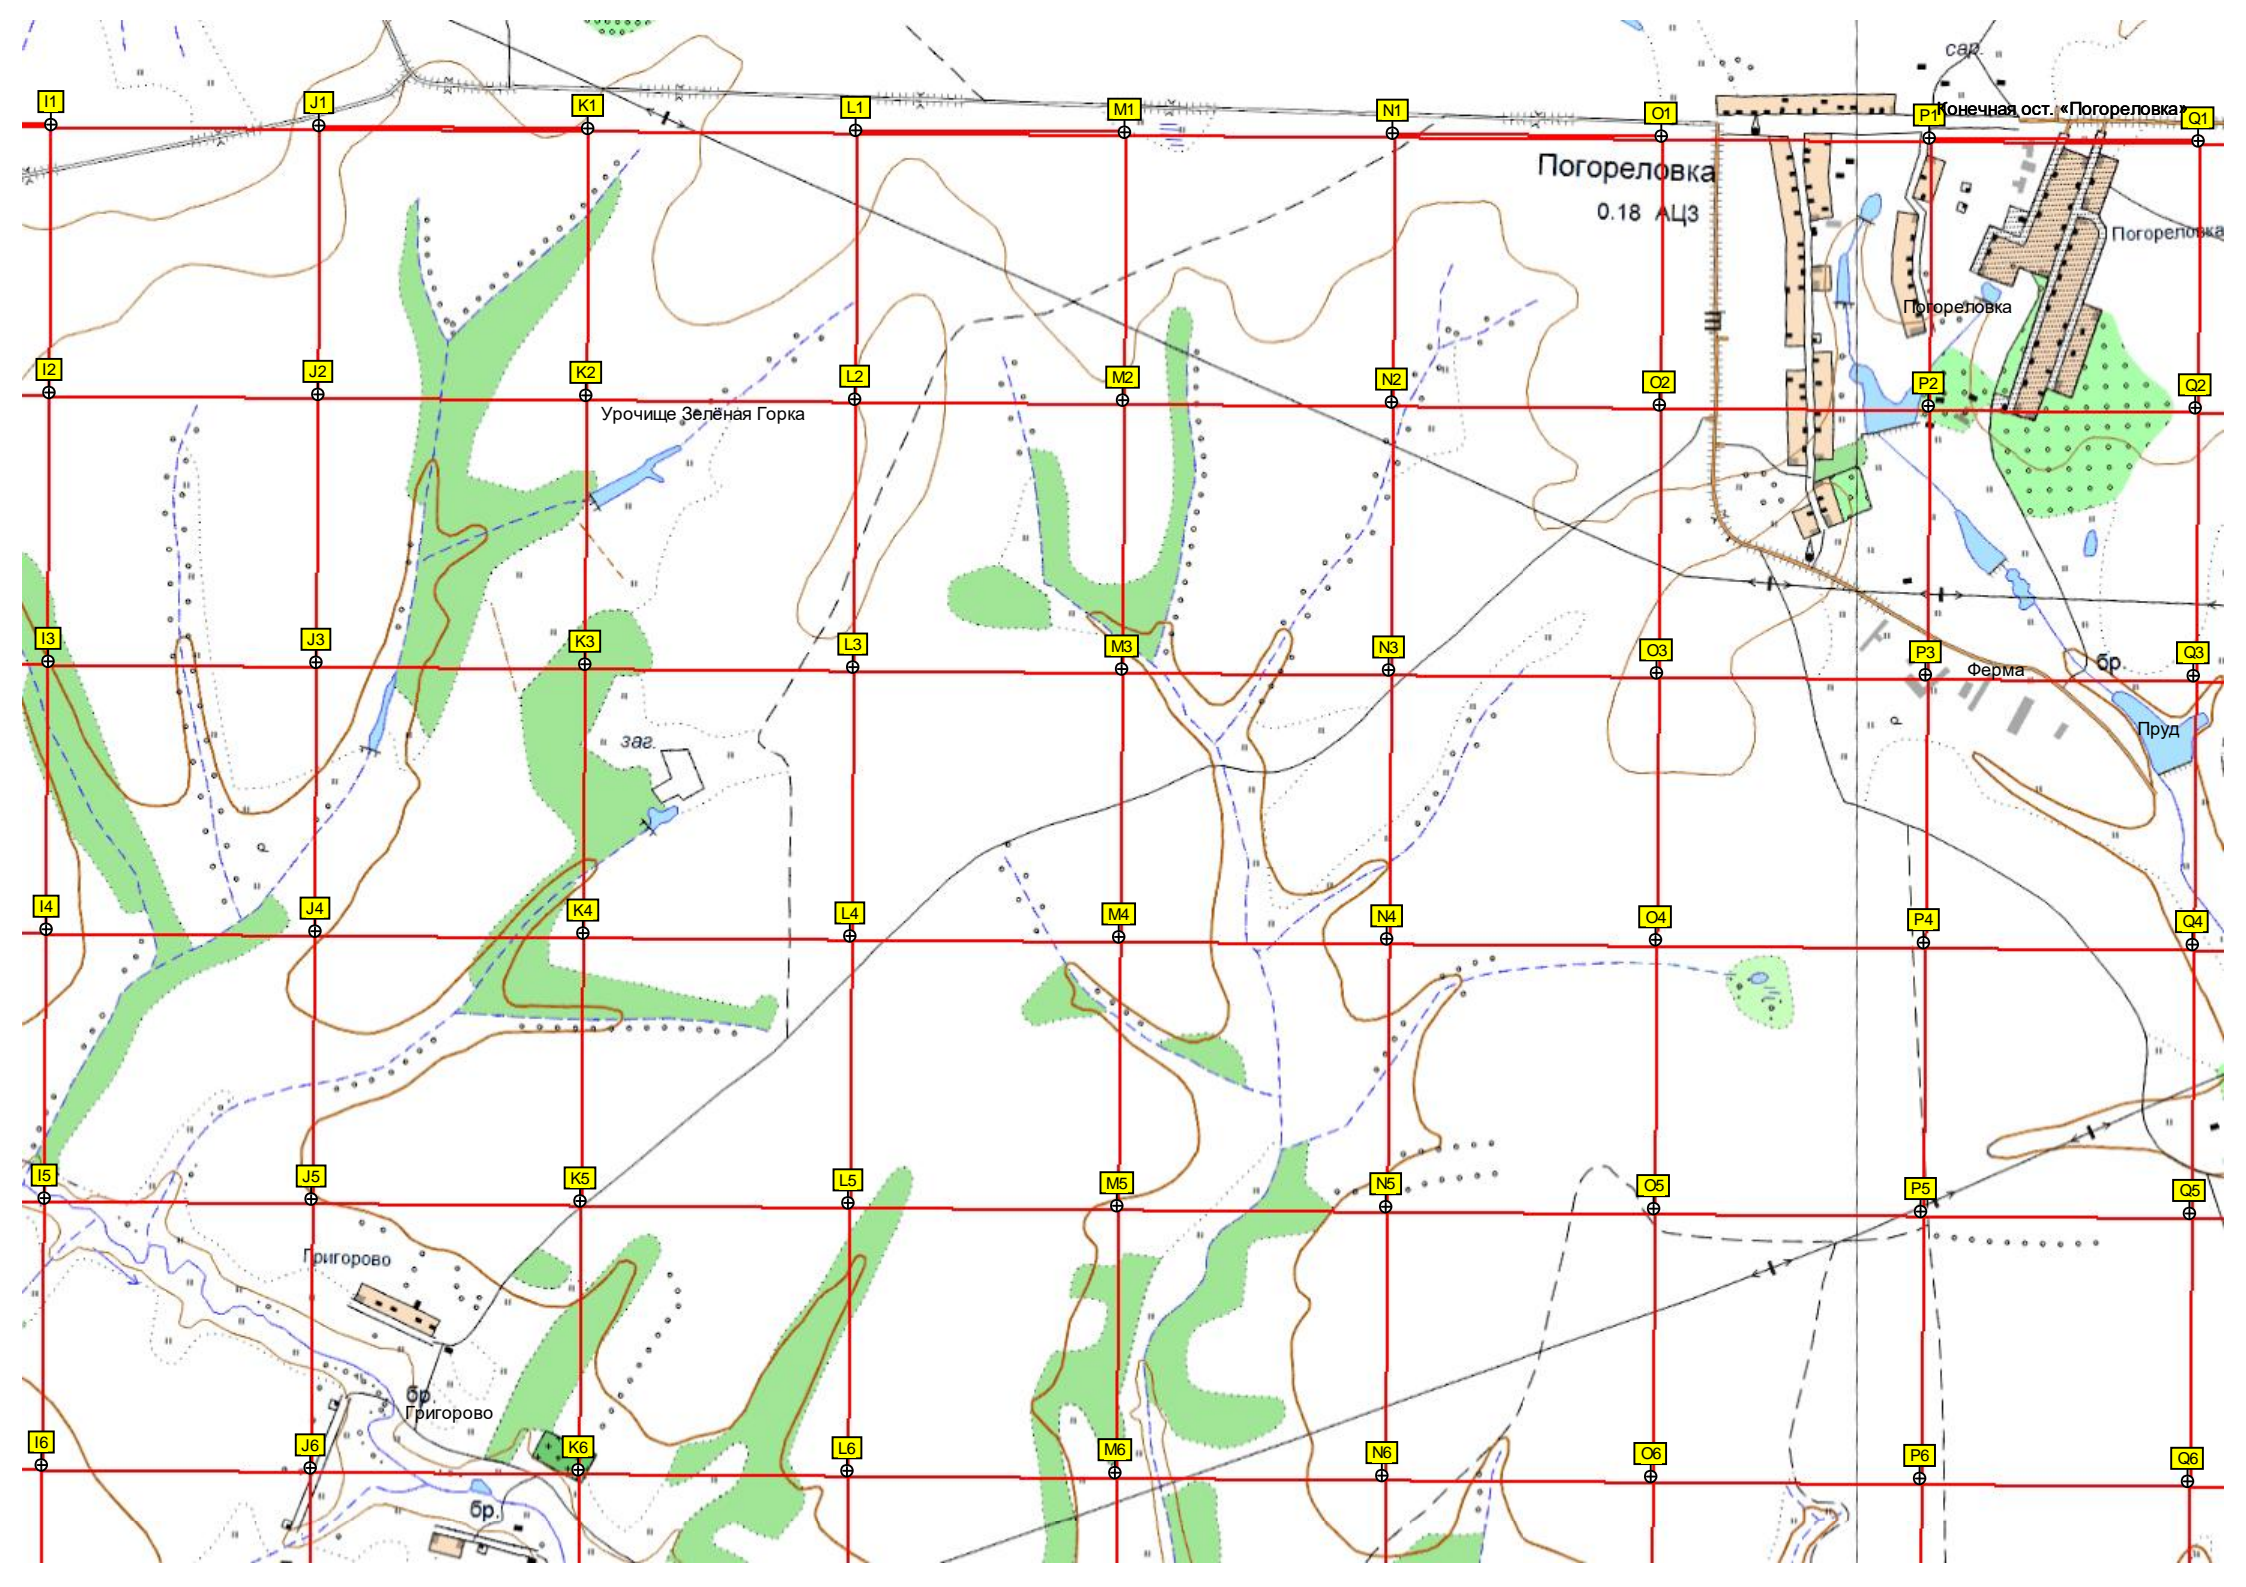 сар.
I1 J1 K1 L1 M1 N1 O1 P1 Конечная ост. «Погореловка» Q1
Погореловка
0.18 АЦЗ
Погореловка
Погореловка
I2 J2 K2 L2 M2 N2 O2 P2 Q2
Урочище Зелёная Горка
I3 J3 K3 L3 M3 N3 O3 P3 Q3
бр.
Ферма
р
Пруд
заг.
р
I4 J4 K4 L4 M4 N4 O4 P4 Q4
I5 J5 K5 L5 M5 N5 O5 P5 Q5
Григорово
бр.
Григорово
I6 J6 K6 L6 M6 N6 O6 P6 Q6
бр.